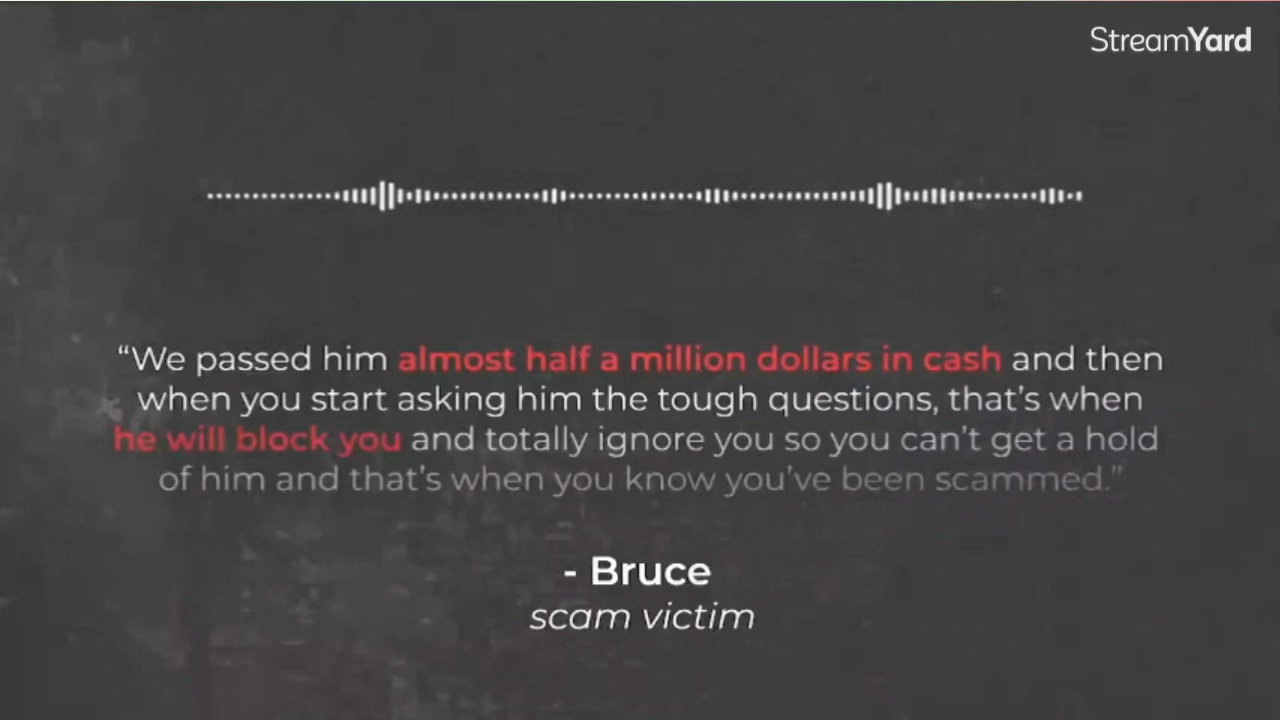 StreamYard
“We passed him almost half a million dollars in cash and then
when you start asking him the tough questions, that’s when
he will block you and totally ignore you so you can’t get a hold
of him and that’s when you know you’ve been scammed.”
- Bruce
scam victim